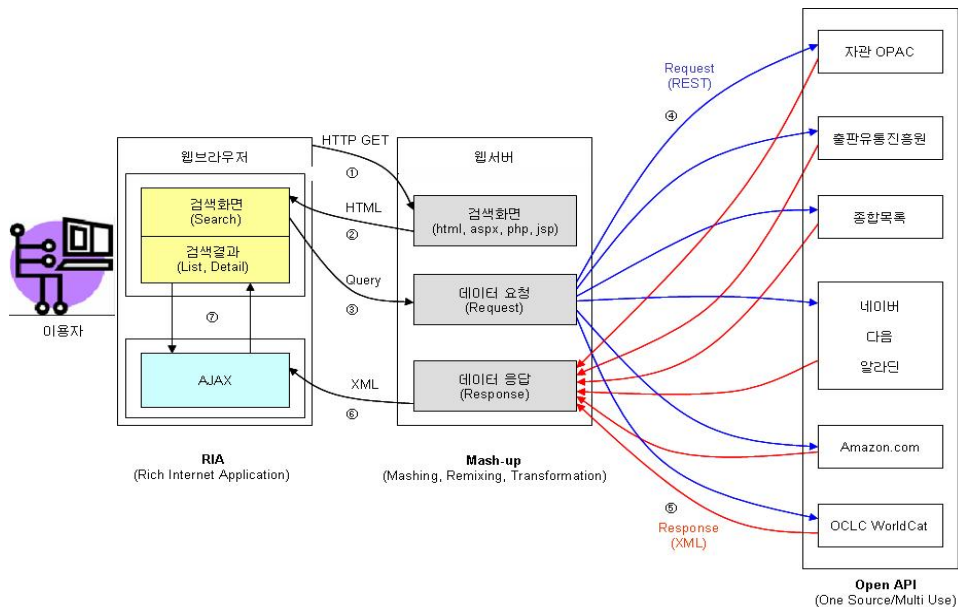 이용자
웹브라우저
검색화면
(Search)
검색결과
(List, Detail)
⑦
AJAX
RIA
(Rich Internet Application)
HTTP GET
①
HTML
②
Query
③
XML
⑥
웹서버
검색화면
(html, aspx, php, jsp)
데이터 요청
(Request)
데이터 응답
(Response)
Mash-up
(Mashing, Remixing, Transformation)
Request
(REST)
④
⑤
Response
(XML)
자관 OPAC
출판유통진흥원
종합목록
네이버
다음
알라딘
Amazon.com
OCLC WorldCat
Open API
(One Source/Multi Use)